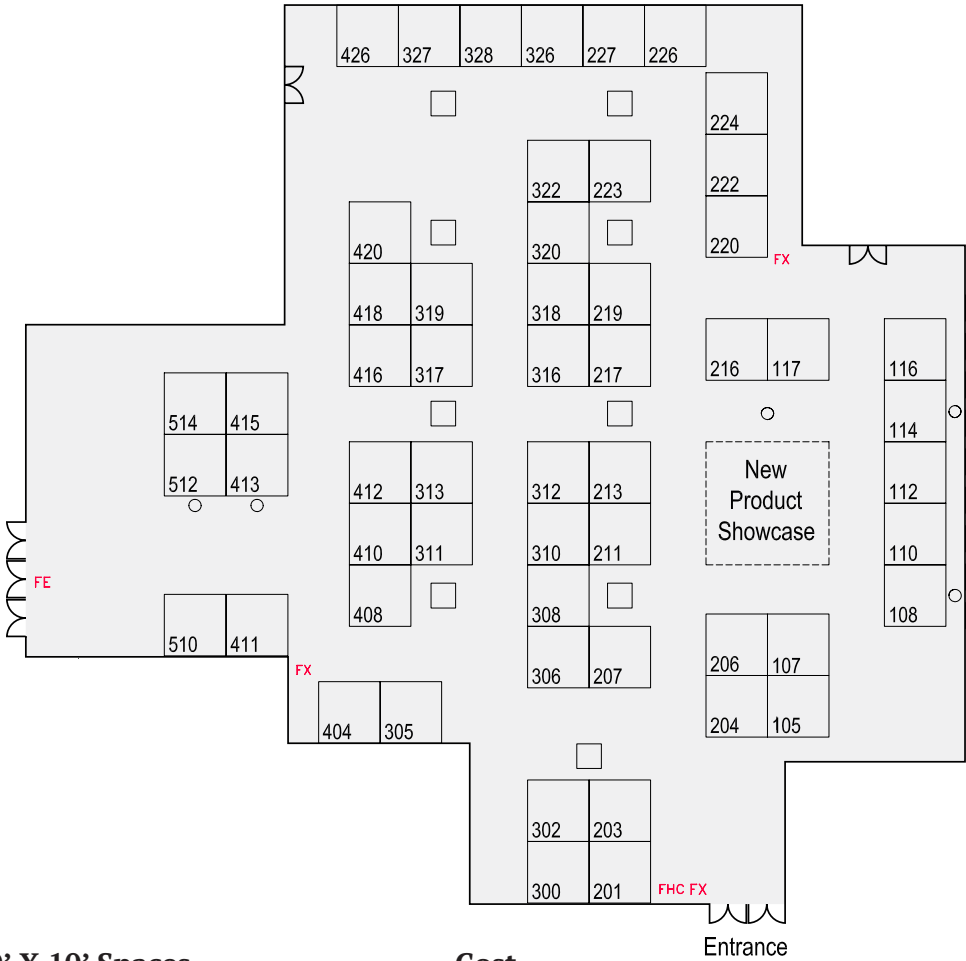 426 327 328 326 227 226
224
322 223 222
420 320 220
FX
418 319 318 219
416 317 316 217 216 117 116
514 415 114
512 413 412 313 312 213 112
New
Product
Showcase
410 311 310 211 110
FE
408 308 108
510 411 306 207 206 107
FX
404 305 204 105
302 203
300 201 FHC FX
Entrance
X 10' Spaces Cost